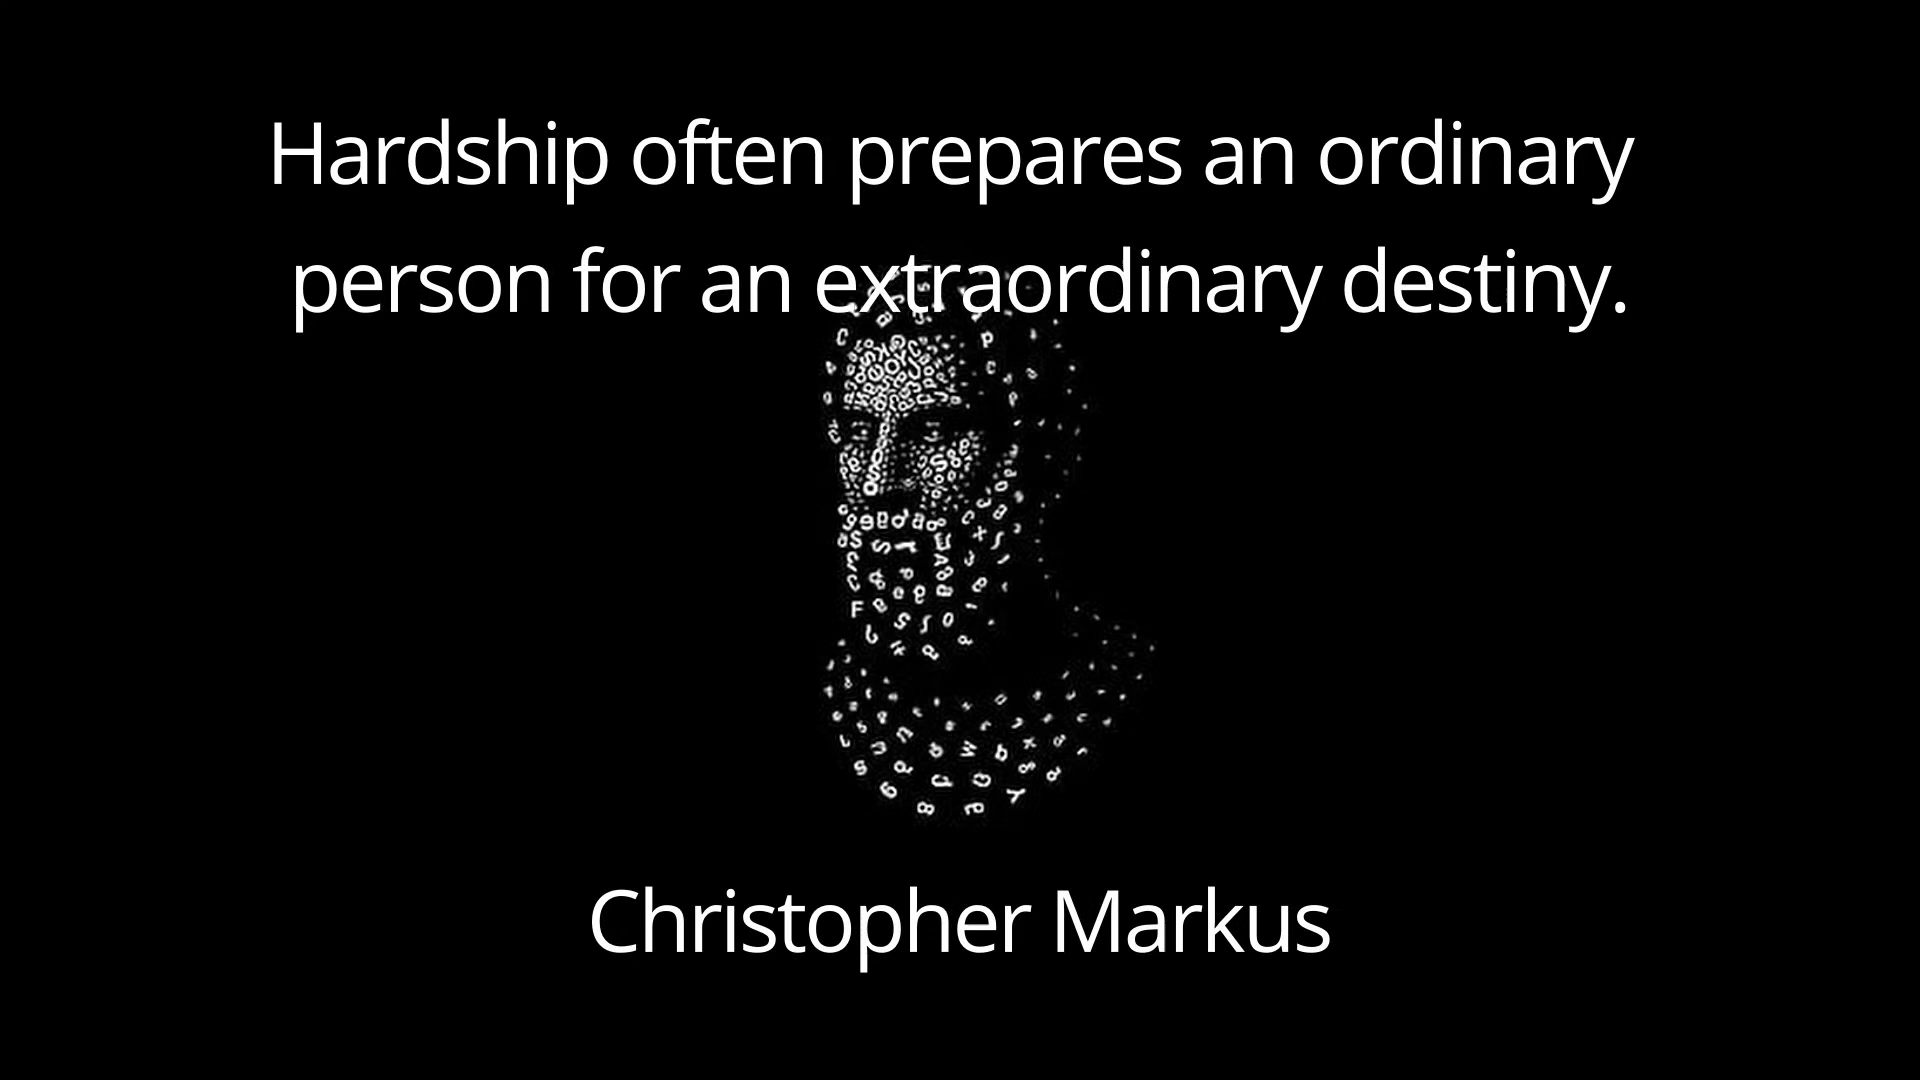 Hardship often prepares an ordinary
person for an extraordinary destiny.
Christopher Markus